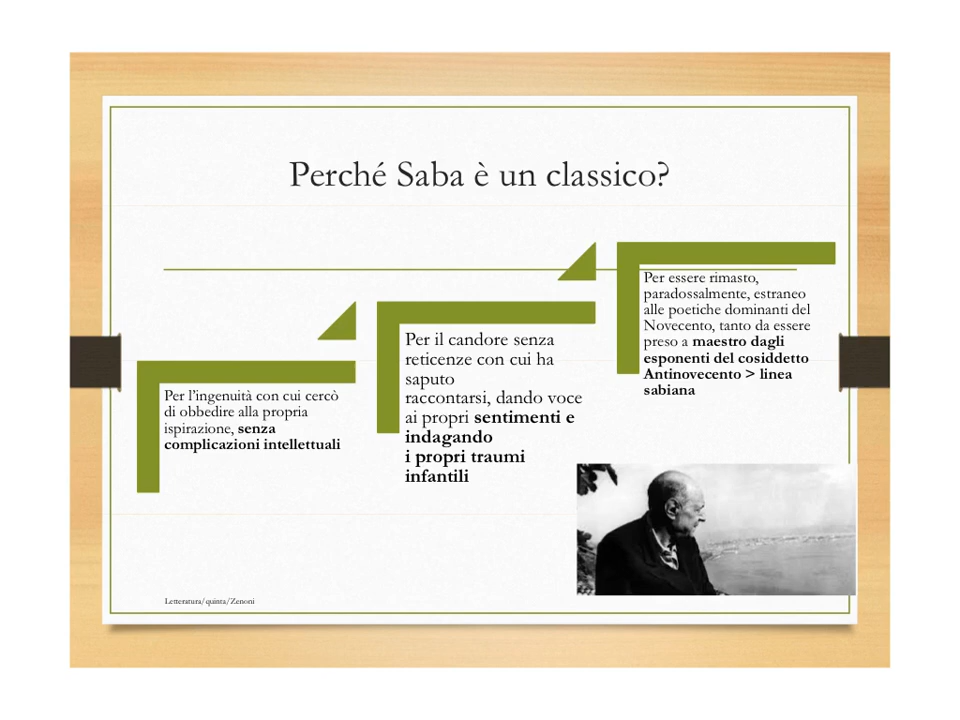 Perché Saba è un classico?
Per l'ingenuità con cui cercò
di obbedire alla propria
ispirazione, senza
complicazioni intellettuali
Per il candore senza
reticenze con cui ha
saputo
raccontarsi, dando voce
ai propri sentimenti e
indagando
i propri traumi
infantili
Per essere rimasto,
paradossalmente, estraneo
alle poetiche dominanti del
Novecento, tanto da essere
preso a maestro dagli
esponenti del cosiddetto
Antinovecento > linea
sabiana
Letteratura/quinta/Zenoni